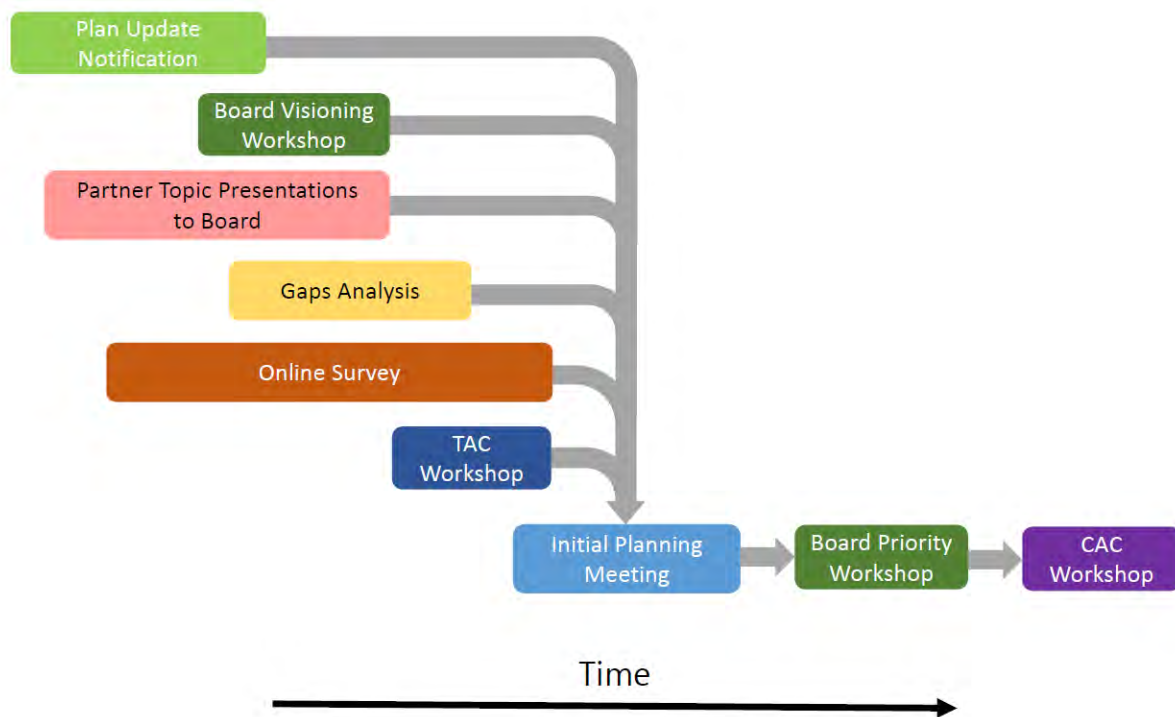 Plan Update
Notification
Board Visioning
Workshop
Partner Topic Presentations
to Board
Gaps Analysis
Online Survey
TAC
Workshop
Initial Planning
Meeting
Board Priority
Workshop
CAC
Workshop
Time